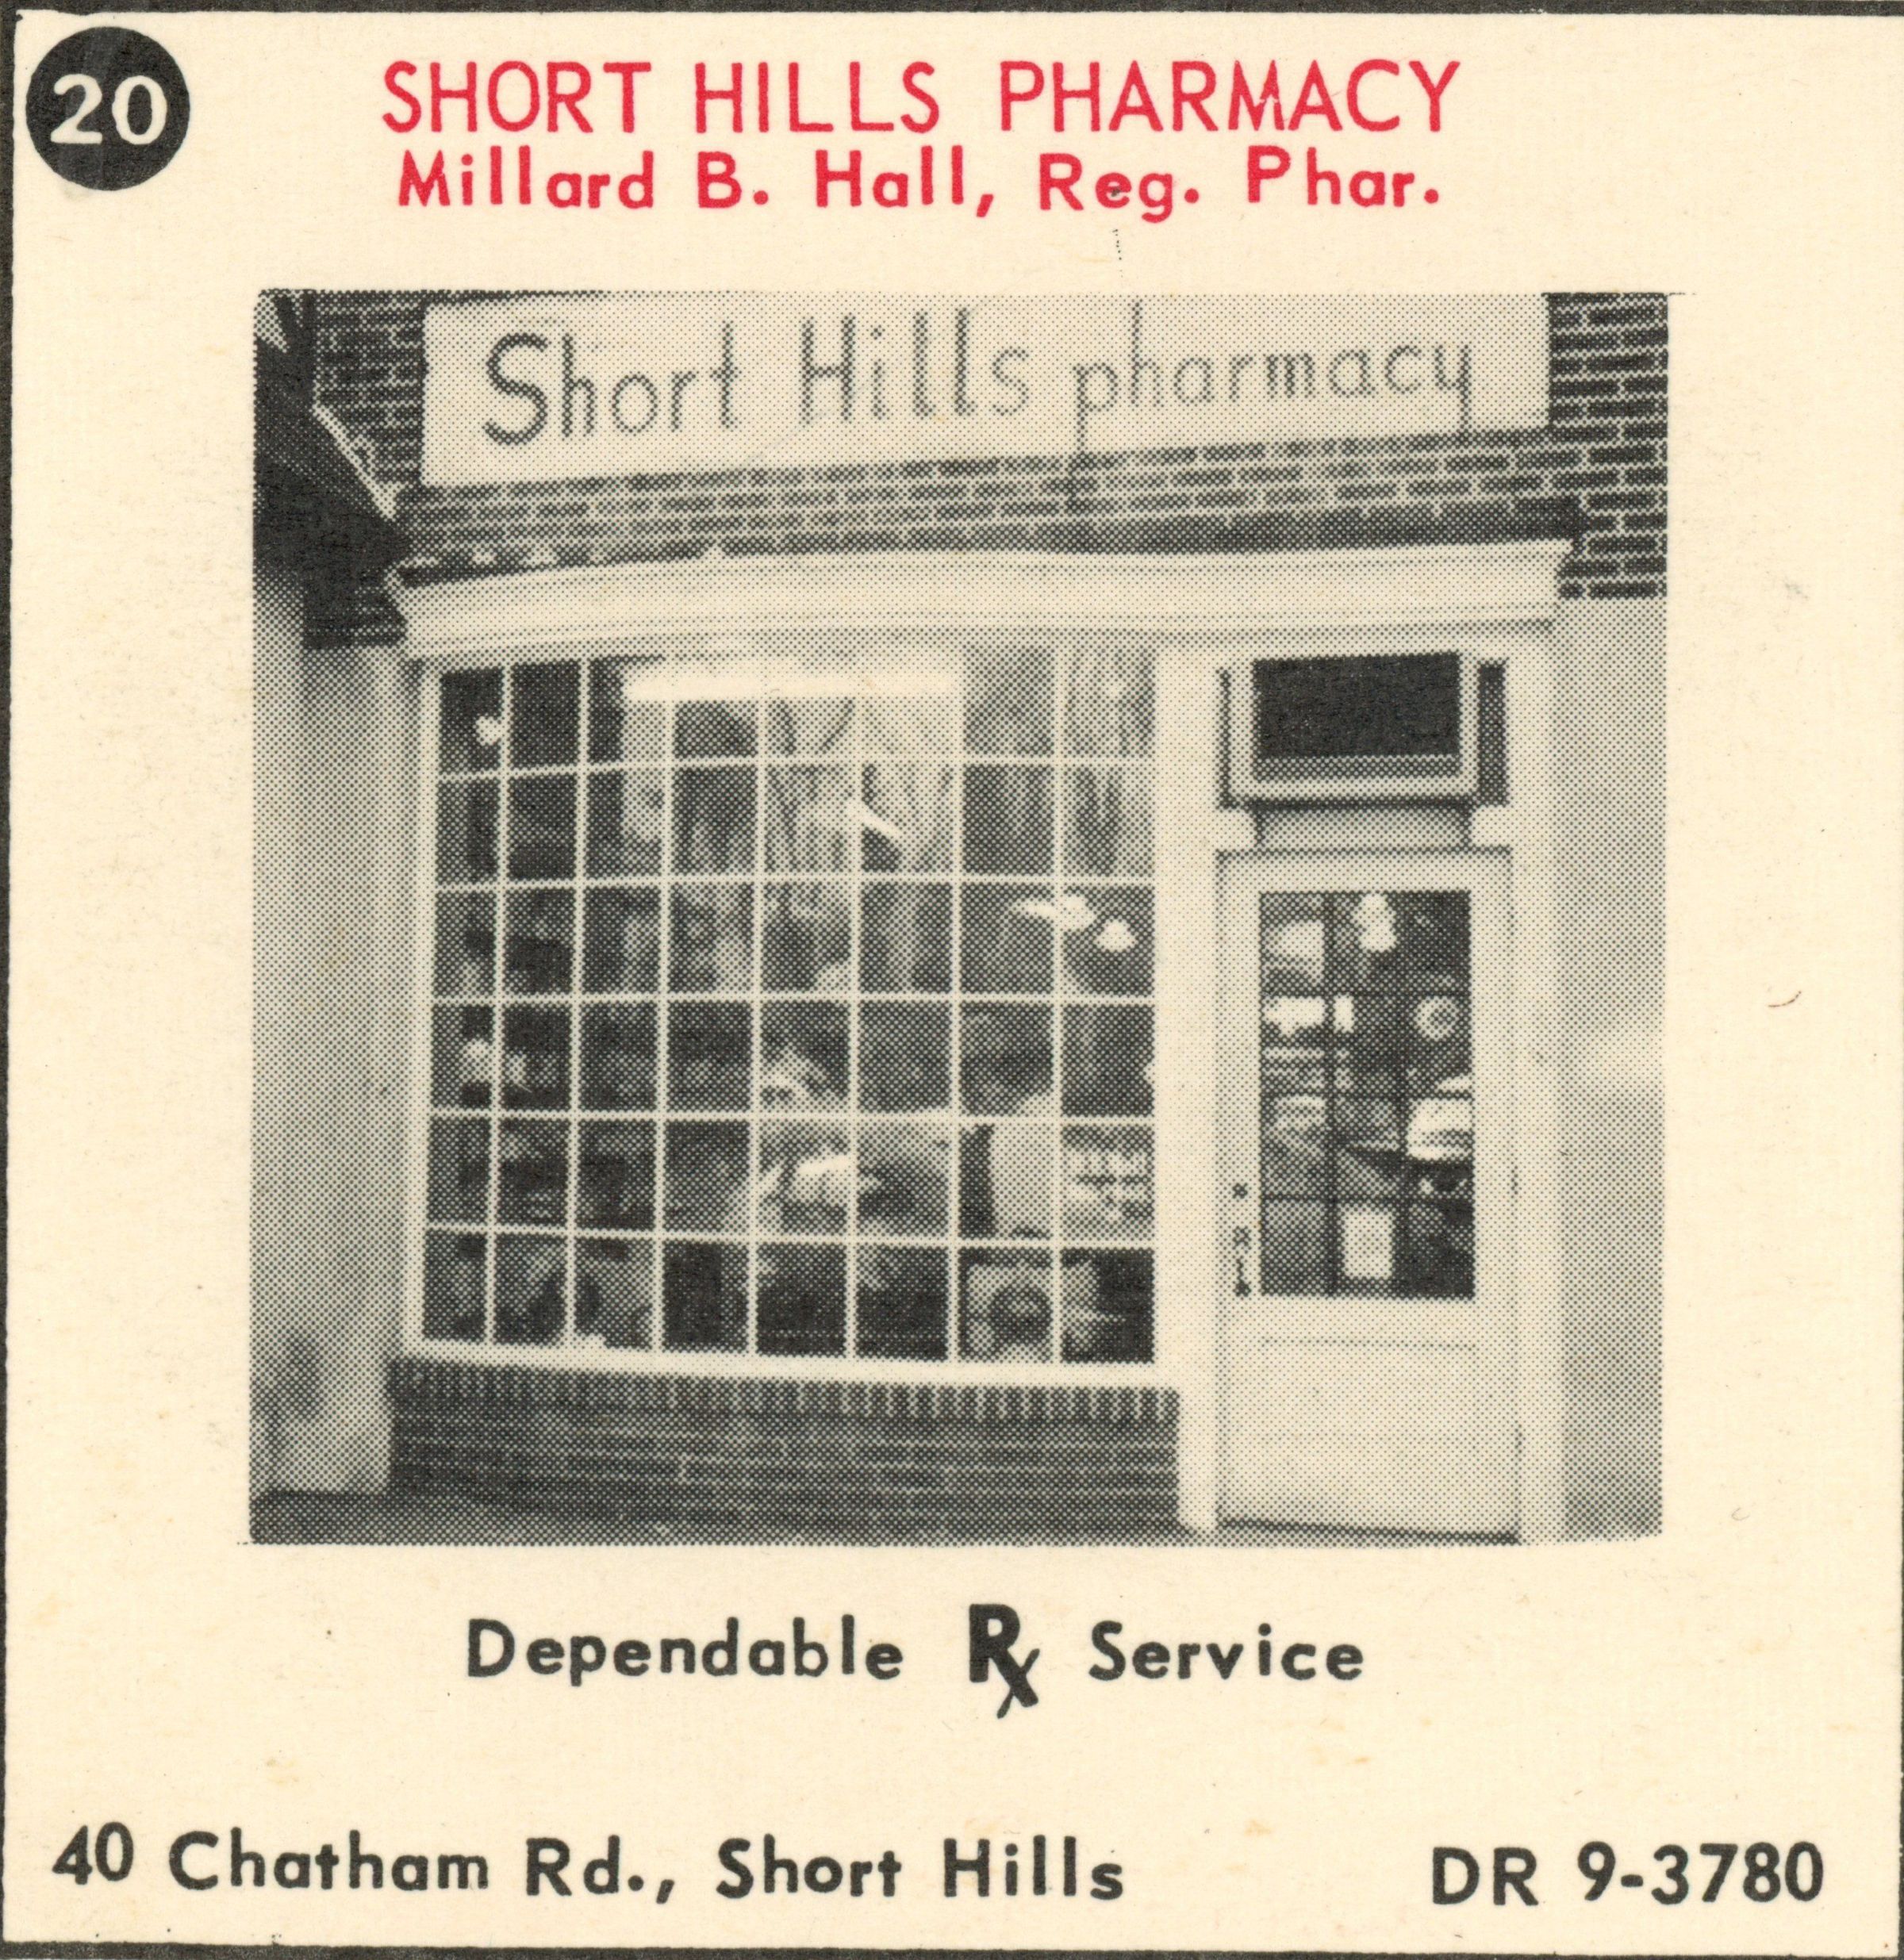 20
SHORT HILLS PHARMACY
Millard B. Hall, Reg. Phar.
Short Hills pharmacy
Dependable ℞ Service
40 Chatham Rd., Short Hills
DR 9-3780